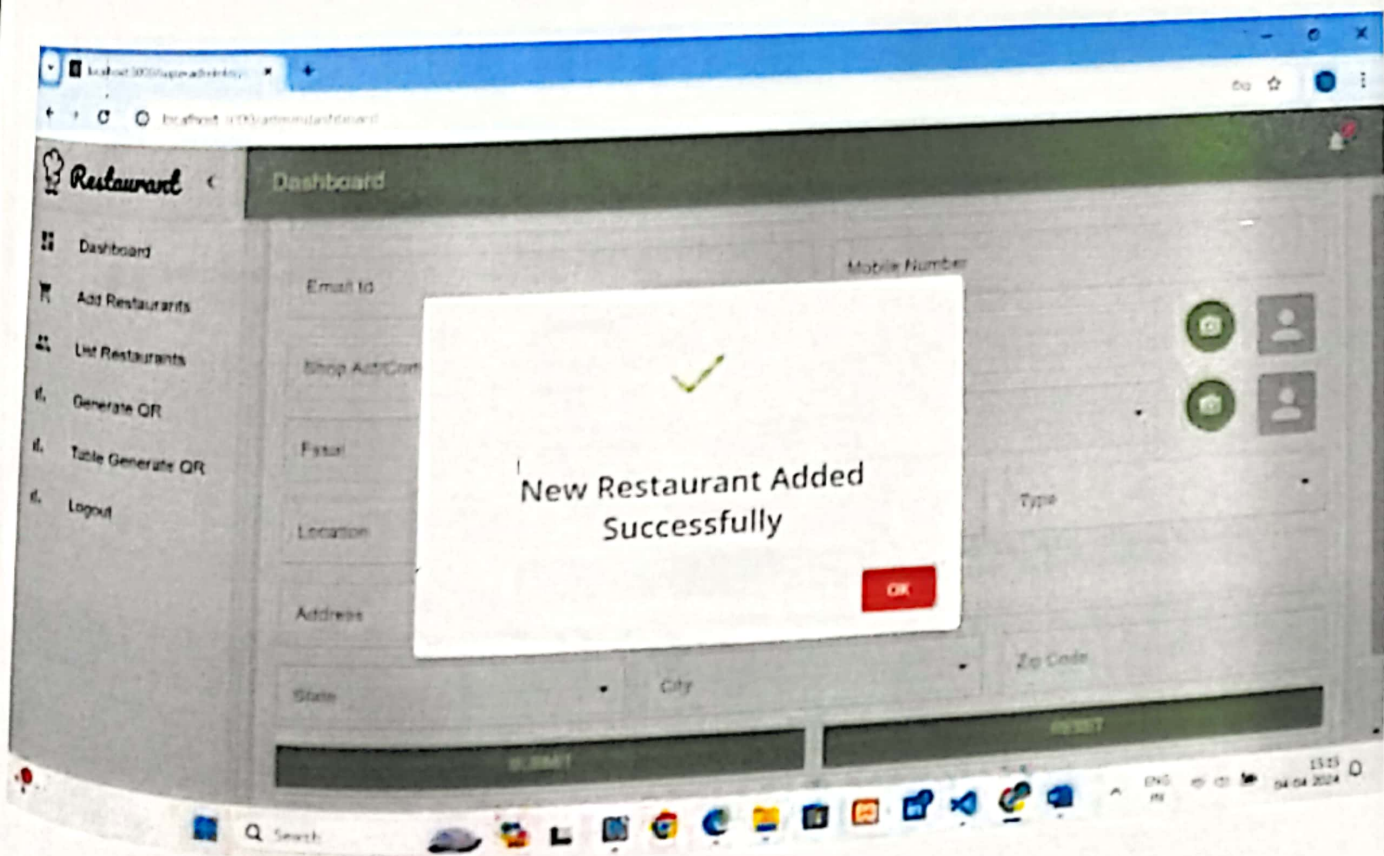 Restaurant
Dashboard
Dashboard
Add Restaurants
List Restaurants
Generate QR
Table Generate QR
Logout
Email Id
Mobile Number
Fssai
Location
Type
Address
State
City
Zip Code
New Restaurant Added
Successfully
OK
SUBMIT
RESET
Search
ENG
IN
15:15
04-04-2024